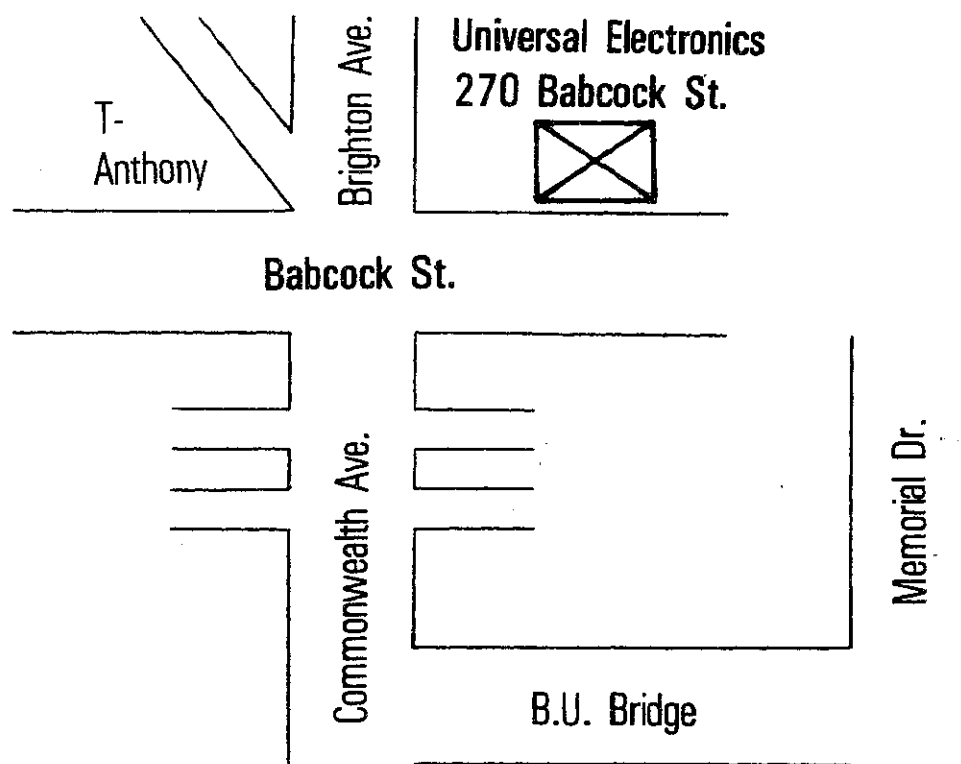 Universal Electronics
270 Babcock St.
Brighton Ave.
T-
Anthony
Babcock St.
Commonwealth Ave.
Memorial Dr.
B.U. Bridge